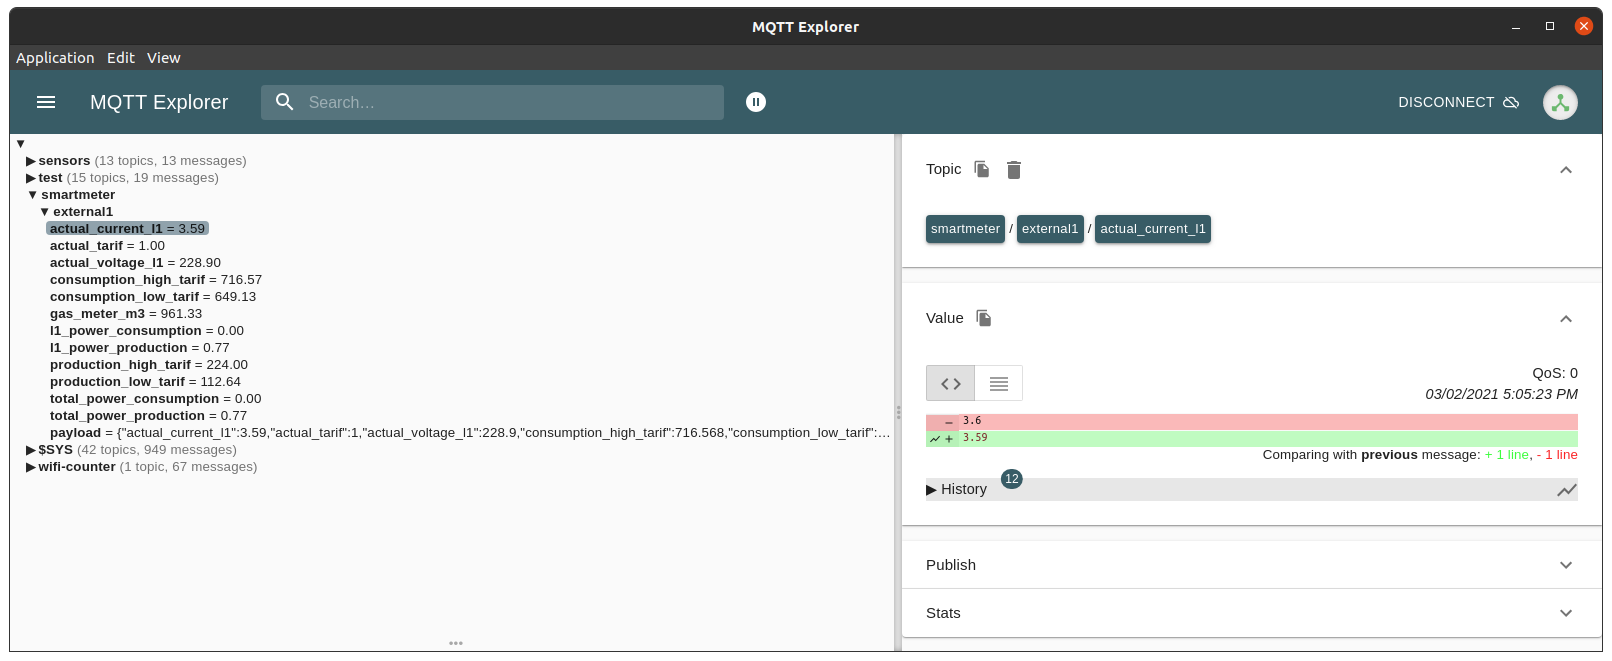 MQTT Explorer
Application Edit View
MQTT Explorer
Search...
DISCONNECT
▼
▶ sensors (13 topics, 13 messages)
▶ test (15 topics, 19 messages)
▼ smartmeter
▼ external1
actual_current_l1 = 3.59
actual_tarif = 1.00
actual_voltage_l1 = 228.90
consumption_high_tarif = 716.57
consumption_low_tarif = 649.13
gas_meter_m3 = 961.33
l1_power_consumption = 0.00
l1_power_production = 0.77
production_high_tarif = 224.00
production_low_tarif = 112.64
total_power_consumption = 0.00
total_power_production = 0.77
payload = {"actual_current_l1":3.59,"actual_tarif":1,"actual_voltage_l1":228.9,"consumption_high_tarif":716.568,"consumption_low_tarif":...
▶ $SYS (42 topics, 949 messages)
▶ wifi-counter (1 topic, 67 messages)
Topic
smartmeter / external1 / actual_current_l1
Value
QoS: 0
03/02/2021 5:05:23 PM
- 3.6
+ 3.59
Comparing with previous message: + 1 line, - 1 line
▶ History 12
Publish
Stats